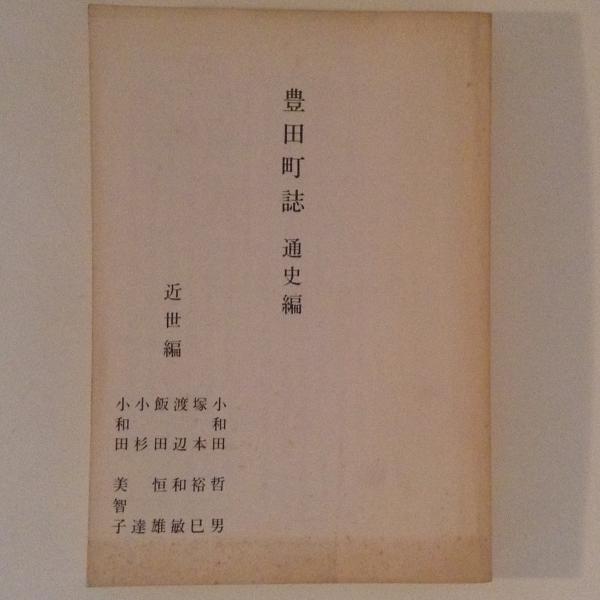 豊田町誌 通史編
近世編
小和田 哲男
塚本 裕巳
渡辺 和敏
飯田 恒雄
小杉 達
小和田 美智子